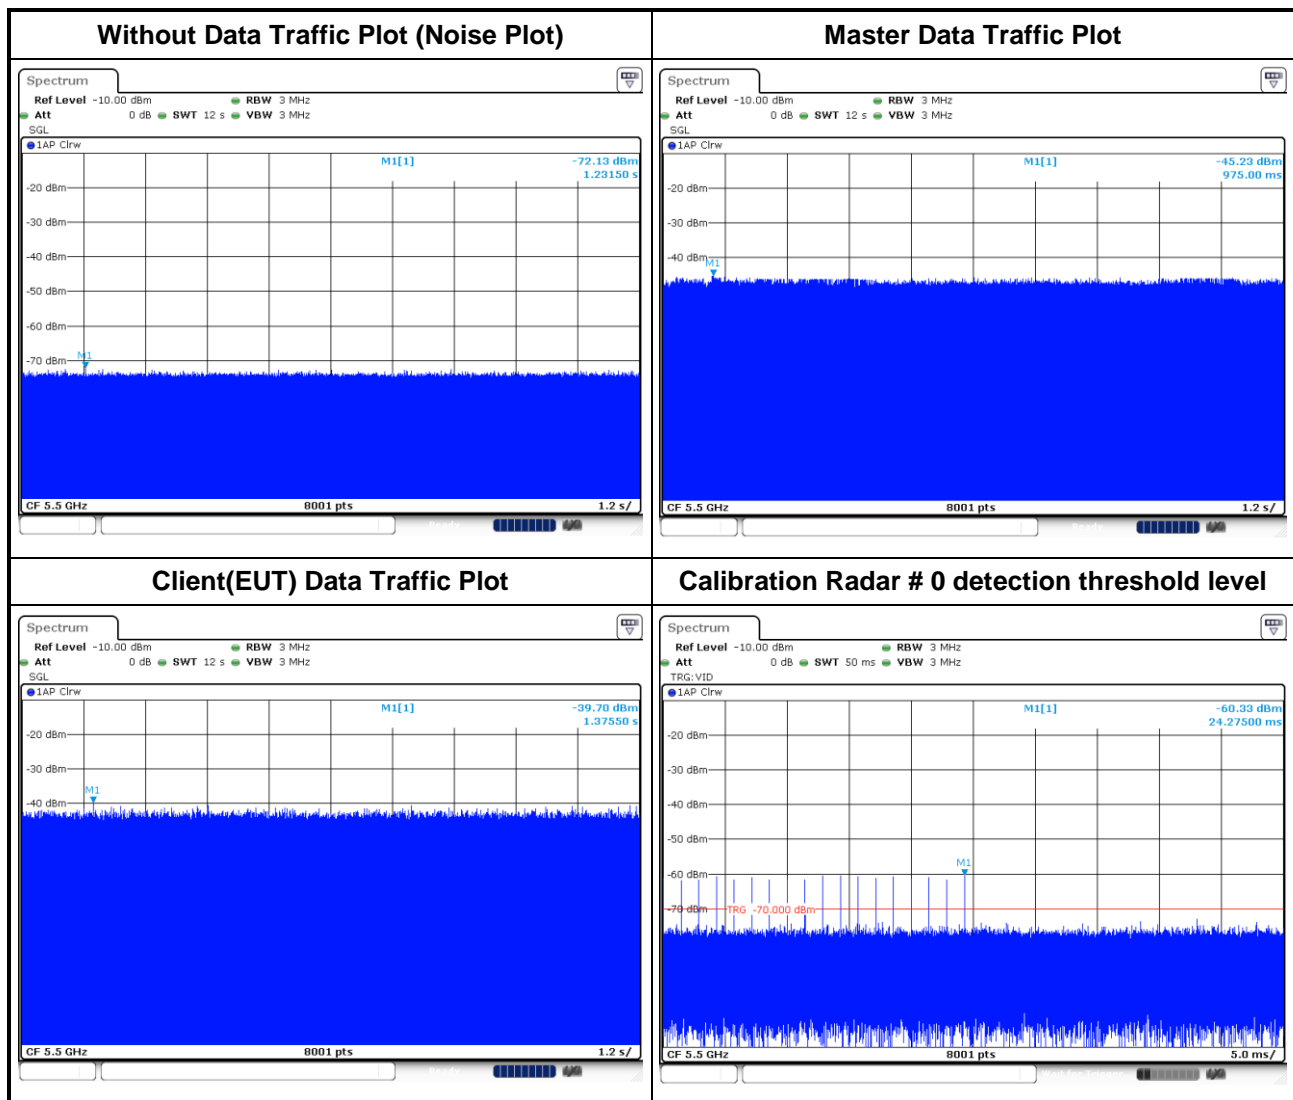 Without Data Traffic Plot (Noise Plot)
Spectrum
Ref Level -10.00 dBm RBW 3 MHz
Att 0 dB SWT 12 s VBW 3 MHz
SGL
1AP Clrw
M1[1] -72.13 dBm
1.23150 s
-20 dBm
-30 dBm
-40 dBm
-50 dBm
-60 dBm
M1
-70 dBm
CF 5.5 GHz 8001 pts 1.2 s/
Ready
Master Data Traffic Plot
Spectrum
Ref Level -10.00 dBm RBW 3 MHz
Att 0 dB SWT 12 s VBW 3 MHz
SGL
1AP Clrw
M1[1] -45.23 dBm
975.00 ms
-20 dBm
-30 dBm
-40 dBm
M1
CF 5.5 GHz 8001 pts 1.2 s/
Ready
Client(EUT) Data Traffic Plot
Spectrum
Ref Level -10.00 dBm RBW 3 MHz
Att 0 dB SWT 12 s VBW 3 MHz
SGL
1AP Clrw
M1[1] -39.70 dBm
1.37550 s
-20 dBm
-30 dBm
M1
-40 dBm
CF 5.5 GHz 8001 pts 1.2 s/
Ready
Calibration Radar # 0 detection threshold level
Spectrum
Ref Level -10.00 dBm RBW 3 MHz
Att 0 dB SWT 50 ms VBW 3 MHz
TRG:VID
1AP Clrw
M1[1] -60.33 dBm
24.27500 ms
-20 dBm
-30 dBm
-40 dBm
-50 dBm
M1
-60 dBm
-70 dBm TRG -70.000 dBm
CF 5.5 GHz 8001 pts 5.0 ms/
Wait for Trigger